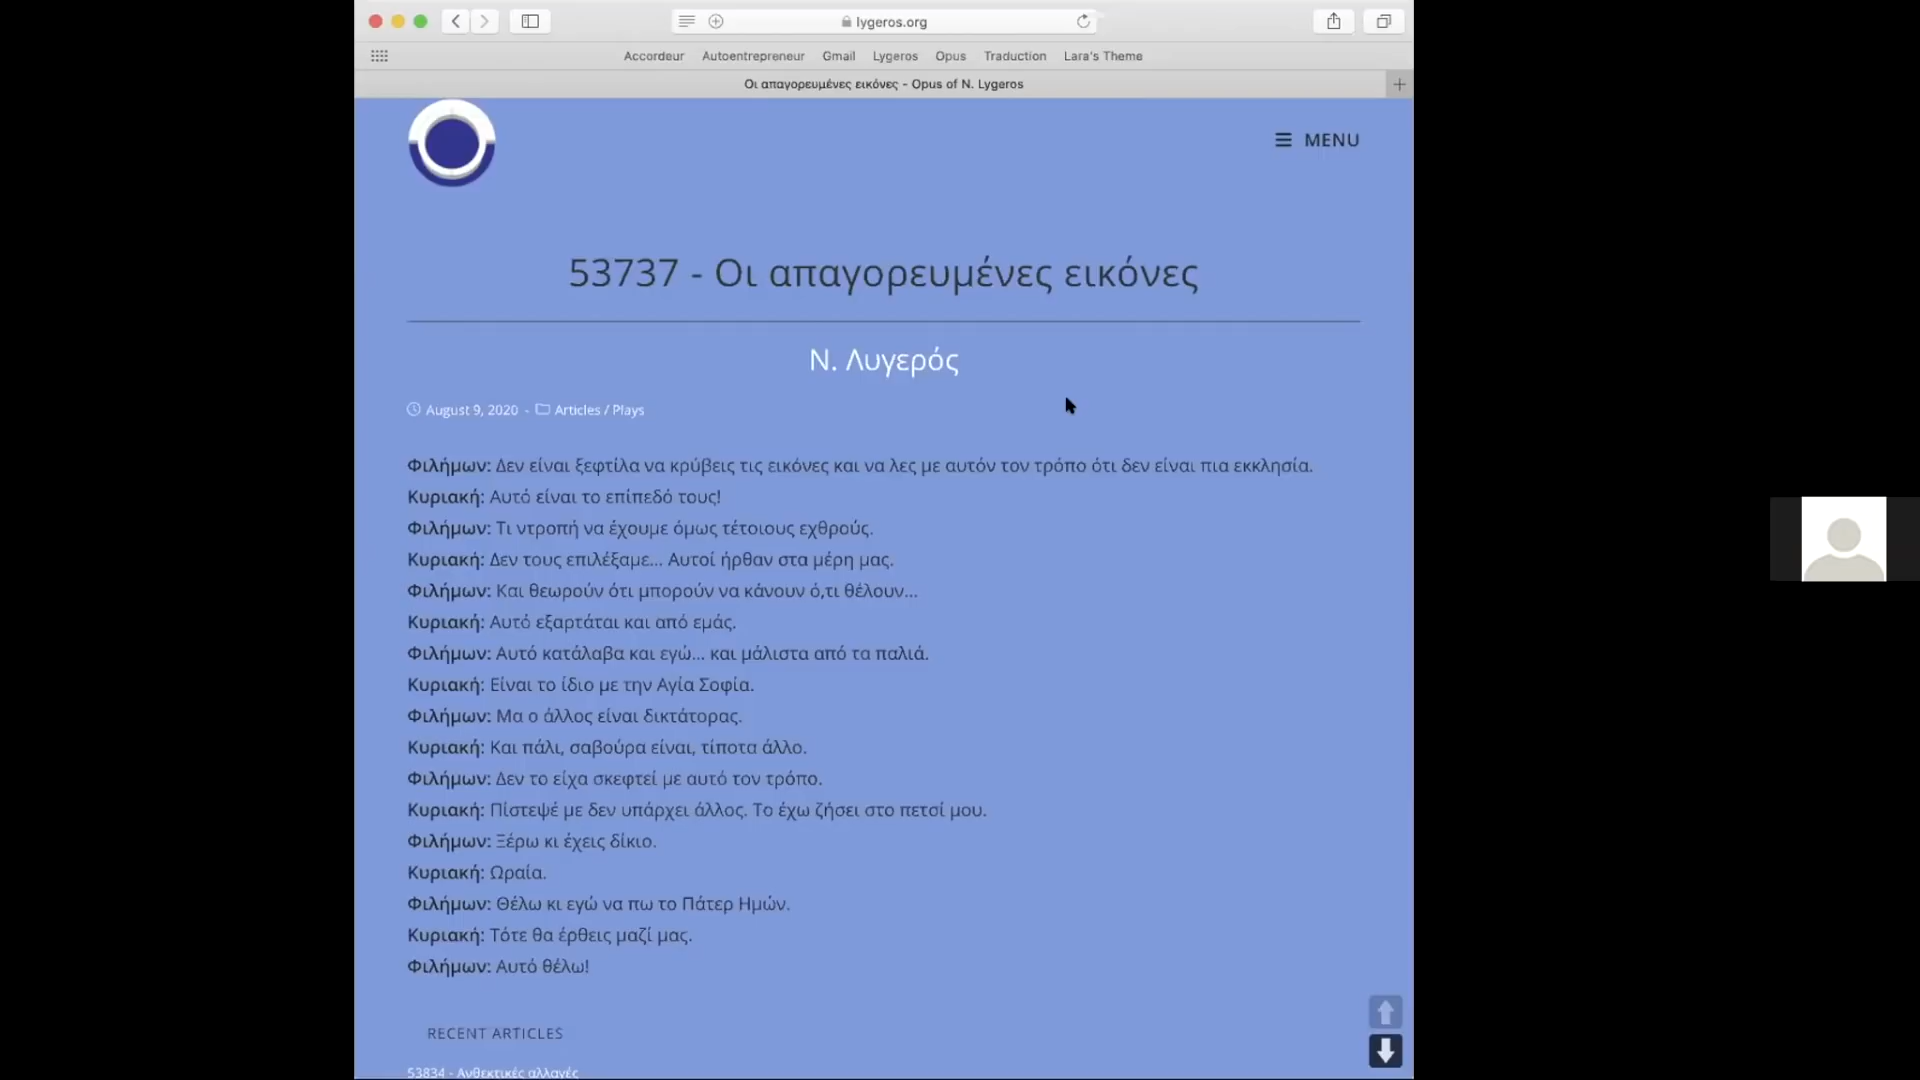 lygeros.org
Accordeur Autoentrepreneur Gmail Lygeros Opus Traduction Lara's Theme
Οι απαγορευμένες εικόνες - Opus of N. Lygeros
MENU
53737 - Οι απαγορευμένες εικόνες
Ν. Λυγερός
August 9, 2020 - Articles / Plays
Φιλήμων: Δεν είναι ξεφτίλα να κρύβεις τις εικόνες και να λες με αυτόν τον τρόπο ότι δεν είναι πια εκκλησία.
Κυριακή: Αυτό είναι το επίπεδό τους!
Φιλήμων: Τι ντροπή να έχουμε όμως τέτοιους εχθρούς.
Κυριακή: Δεν τους επιλέξαμε... Αυτοί ήρθαν στα μέρη μας.
Φιλήμων: Και θεωρούν ότι μπορούν να κάνουν ό,τι θέλουν...
Κυριακή: Αυτό εξαρτάται και από εμάς.
Φιλήμων: Αυτό κατάλαβα και εγώ... και μάλιστα από τα παλιά.
Κυριακή: Είναι το ίδιο με την Αγία Σοφία.
Φιλήμων: Μα ο άλλος είναι δικτάτορας.
Κυριακή: Και πάλι, σαβούρα είναι, τίποτα άλλο.
Φιλήμων: Δεν το είχα σκεφτεί με αυτό τον τρόπο.
Κυριακή: Πίστεψέ με δεν υπάρχει άλλος. Το έχω ζήσει στο πετσί μου.
Φιλήμων: Ξέρω κι έχεις δίκιο.
Κυριακή: Ωραία.
Φιλήμων: Θέλω κι εγώ να πω το Πάτερ Ημών.
Κυριακή: Τότε θα έρθεις μαζί μας.
Φιλήμων: Αυτό θέλω!
RECENT ARTICLES
53834 - Ανθεκτικές αλλαγές